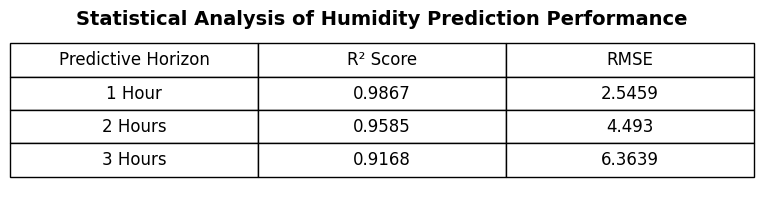 Statistical Analysis of Humidity Prediction Performance
Predictive Horizon R² Score RMSE
1 Hour 0.9867 2.5459
2 Hours 0.9585 4.493
3 Hours 0.9168 6.3639